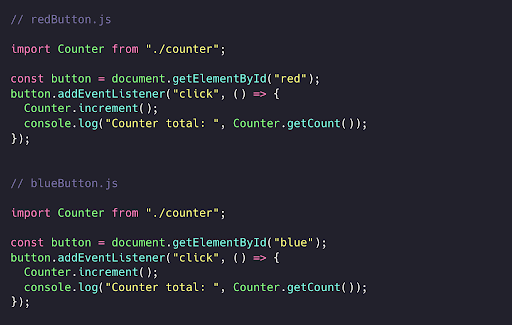 // redButton.js
import Counter from "./counter";
const button = document.getElementById("red");
button.addEventListener("click", () => {
  Counter.increment();
  console.log("Counter total: ", Counter.getCount());
});
// blueButton.js
import Counter from "./counter";
const button = document.getElementById("blue");
button.addEventListener("click", () => {
  Counter.increment();
  console.log("Counter total: ", Counter.getCount());
});